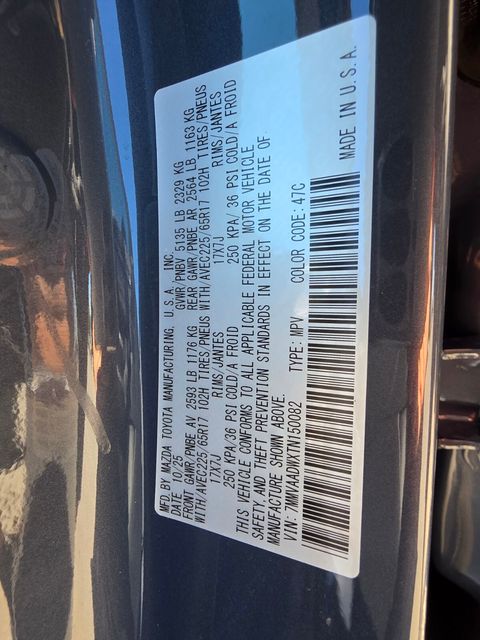 MFD. BY MAZDA TOYOTA MANUFACTURING, U. S. A. , INC.
DATE 10/25 GVWR/PNBV 5135 LB 2329 KG
FRONT GAWR/PNBE AV 2593 LB 1176 KG REAR GAWR/PNBE AR 2564 LB 1163 KG
WITH/AVEC225/65R17 102H TIRES/PNEUS WITH/AVEC225/65R17 102H TIRES/PNEUS
17X7J RIMS/JANTES 17X7J RIMS/JANTES
250 KPA/36 PSI COLD/A FROID 250 KPA/ 36 PSI COLD/A FROID
THIS VEHICLE CONFORMS TO ALL APPLICABLE FEDERAL MOTOR VEHICLE
SAFETY, AND THEFT PREVENTION STANDARDS IN EFFECT ON THE DATE OF
MANUFACTURE SHOWN ABOVE.
VIN: 7MMVAADWXTN150082 TYPE: MPV COLOR CODE: 47C
MADE IN U. S. A.